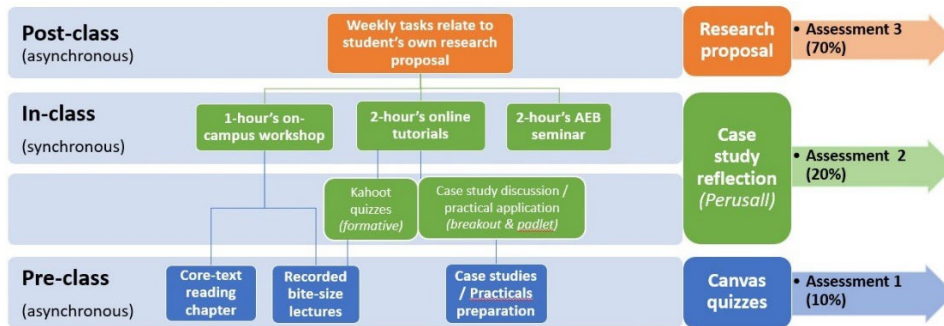 Post-class
(asynchronous)
Weekly tasks relate to
student's own research
proposal
Research
proposal
• Assessment 3
(70%)
In-class
(synchronous)
1-hour's on-
campus workshop
2-hour's online
tutorials
2-hour's AEB
seminar
Case
study
reflection
(Perusall)
• Assessment 2
(20%)
Kahoot
quizzes
(formative)
Case study discussion /
practical application
(breakout & padlet)
Pre-class
(asynchronous)
Core-text
reading
chapter
Recorded
bite-size
lectures
Case studies
/ Practicals
preparation
Canvas
quizzes
• Assessment 1
(10%)